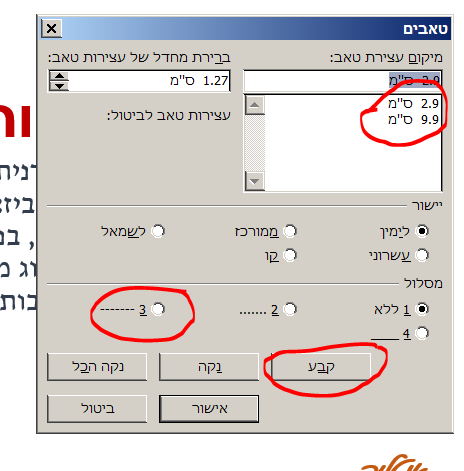 טאבים
מיקום עצירת טאב:
ברירת מחדל של עצירות טאב:
2.9 ס"מ
1.27 ס"מ
2.9 ס"מ
9.9 ס"מ
עצירות טאב לביטול:
יישור
לימין
ממורכז
לשמאל
עשרוני
קו
מסלול
1 ללא
2 .......
3 -------
4 ____
קבע
נקה
נקה הכל
אישור
ביטול